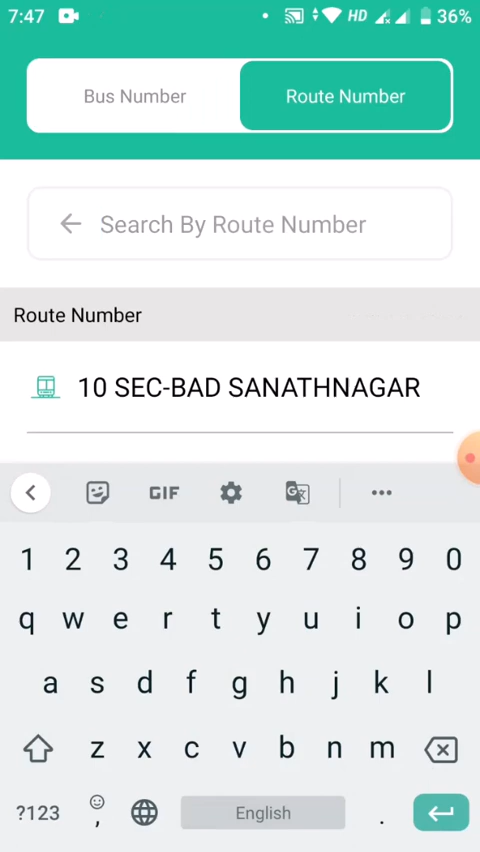 7:47 HD 36%
Bus Number Route Number
Search By Route Number
Route Number
10 SEC-BAD SANATHNAGAR
GIF
1 2 3 4 5 6 7 8 9 0
q w e r t y u i o p
a s d f g h j k l
z x c v b n m
?123 , English .